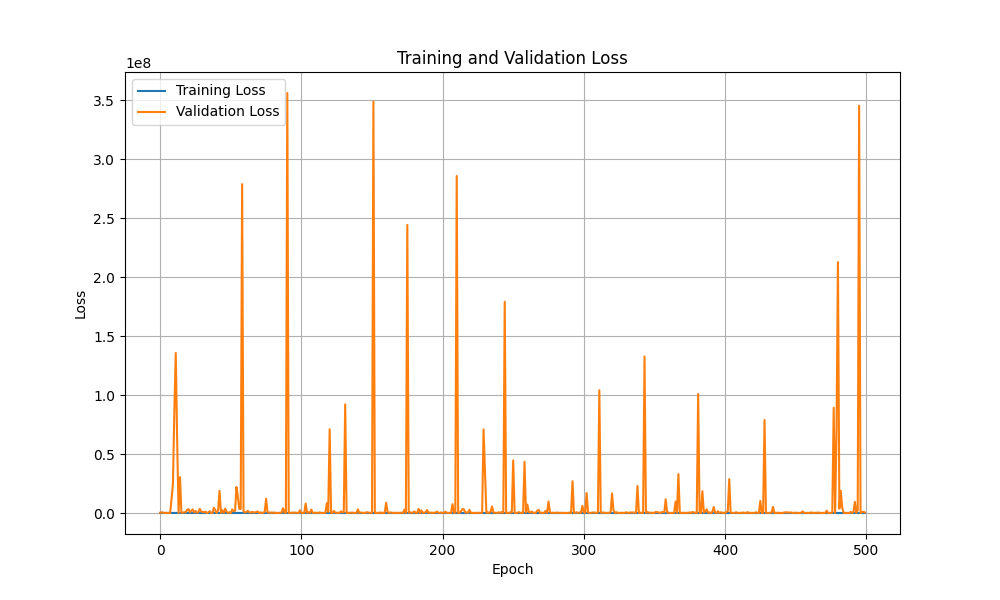 Training and Validation Loss
1e8
Training Loss
Validation Loss
3.5
3.0
2.5
2.0
1.5
1.0
0.5
0.0
Loss
0 100 200 300 400 500
Epoch